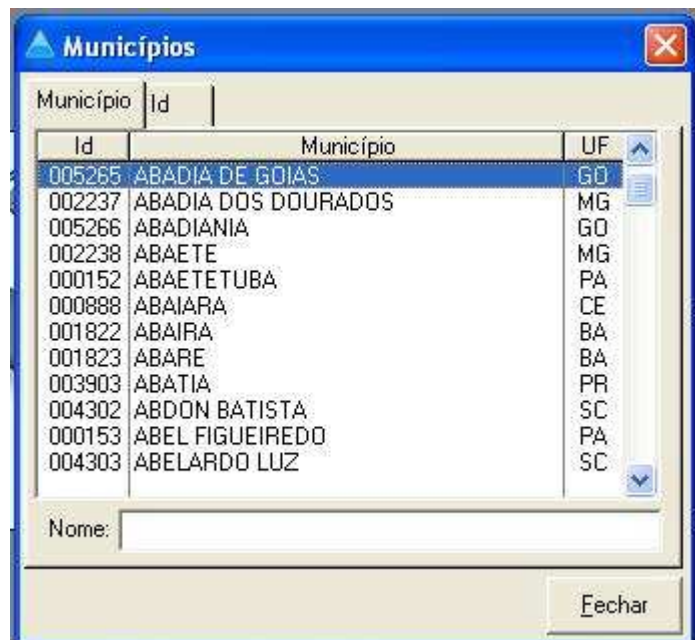 Municípios
Município Id
Id Município UF
005265 ABADIA DE GOIAS GO
002237 ABADIA DOS DOURADOS MG
005266 ABADIANIA GO
002238 ABAETE MG
000152 ABAETETUBA PA
000888 ABAIARA CE
001822 ABAIRA BA
001823 ABARE BA
003903 ABATIA PR
004302 ABDON BATISTA SC
000153 ABEL FIGUEIREDO PA
004303 ABELARDO LUZ SC
Nome:
Fechar